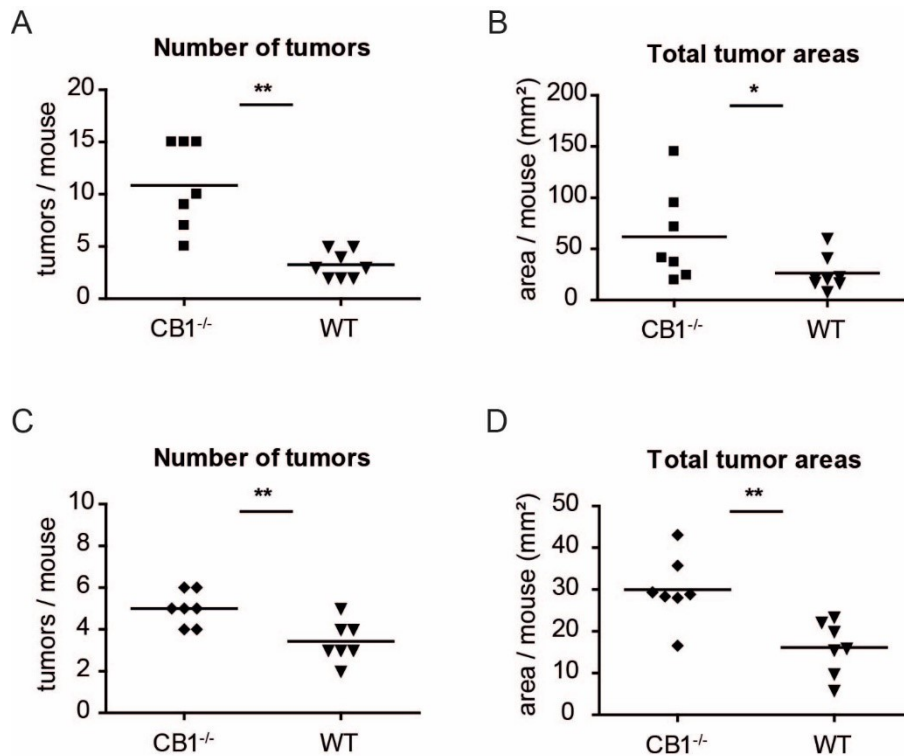 A
Number of tumors
**
tumors / mouse
20
15
10
5
0
CB1-/-
WT
B
Total tumor areas
*
area / mouse (mm²)
200
150
100
50
0
CB1-/-
WT
C
Number of tumors
**
tumors / mouse
10
8
6
4
2
0
CB1-/-
WT
D
Total tumor areas
**
area / mouse (mm²)
50
40
30
20
10
0
CB1-/-
WT